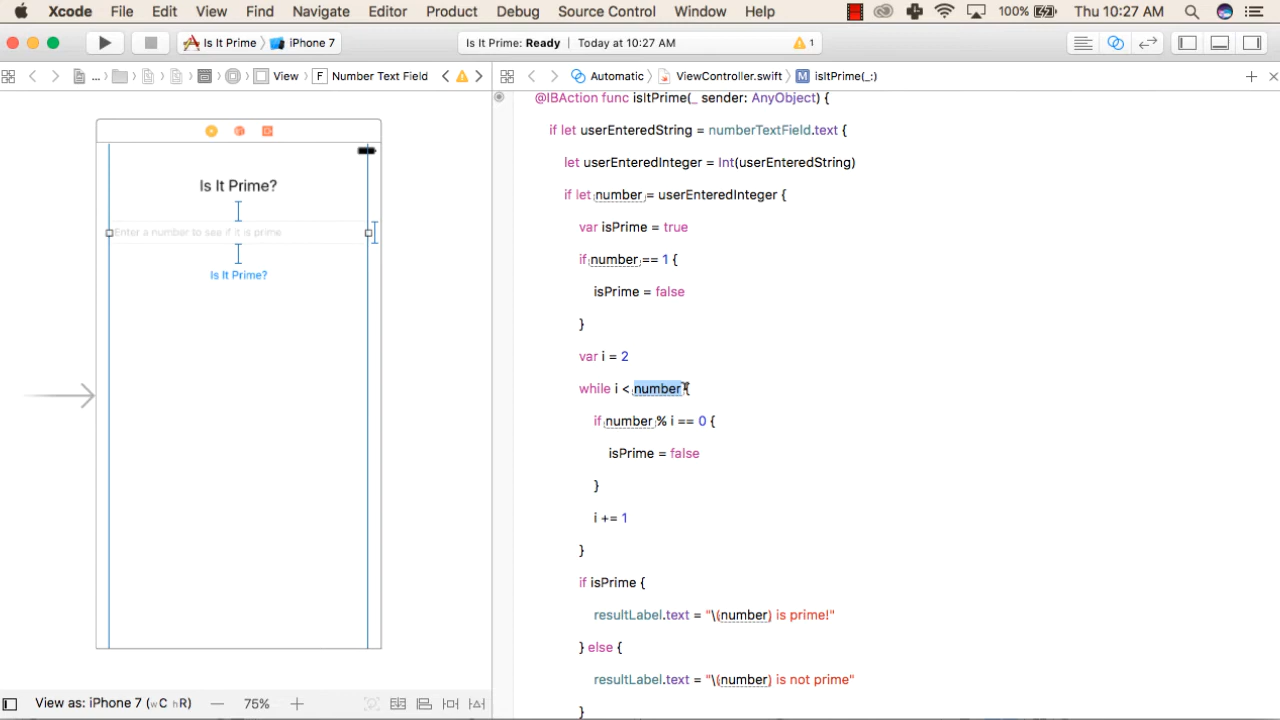 Xcode File Edit View Find Navigate Editor Product Debug Source Control Window Help 100% Thu 10:27 AM
Is It Prime iPhone 7 Is It Prime: Ready Today at 10:27 AM 1
... View F Number Text Field Automatic ViewController.swift M isItPrime(_:)
@IBAction func isItPrime(_ sender: AnyObject) {
if let userEnteredString = numberTextField.text {
let userEnteredInteger = Int(userEnteredString)
if let number = userEnteredInteger {
var isPrime = true
if number == 1 {
isPrime = false
}
var i = 2
while i < number {
if number % i == 0 {
isPrime = false
}
i += 1
}
if isPrime {
resultLabel.text = "\(number) is prime!"
} else {
resultLabel.text = "\(number) is not prime"
}
Is It Prime?
Enter a number to see if it is prime
Is It Prime?
View as: iPhone 7 (wC hR) — 75% +